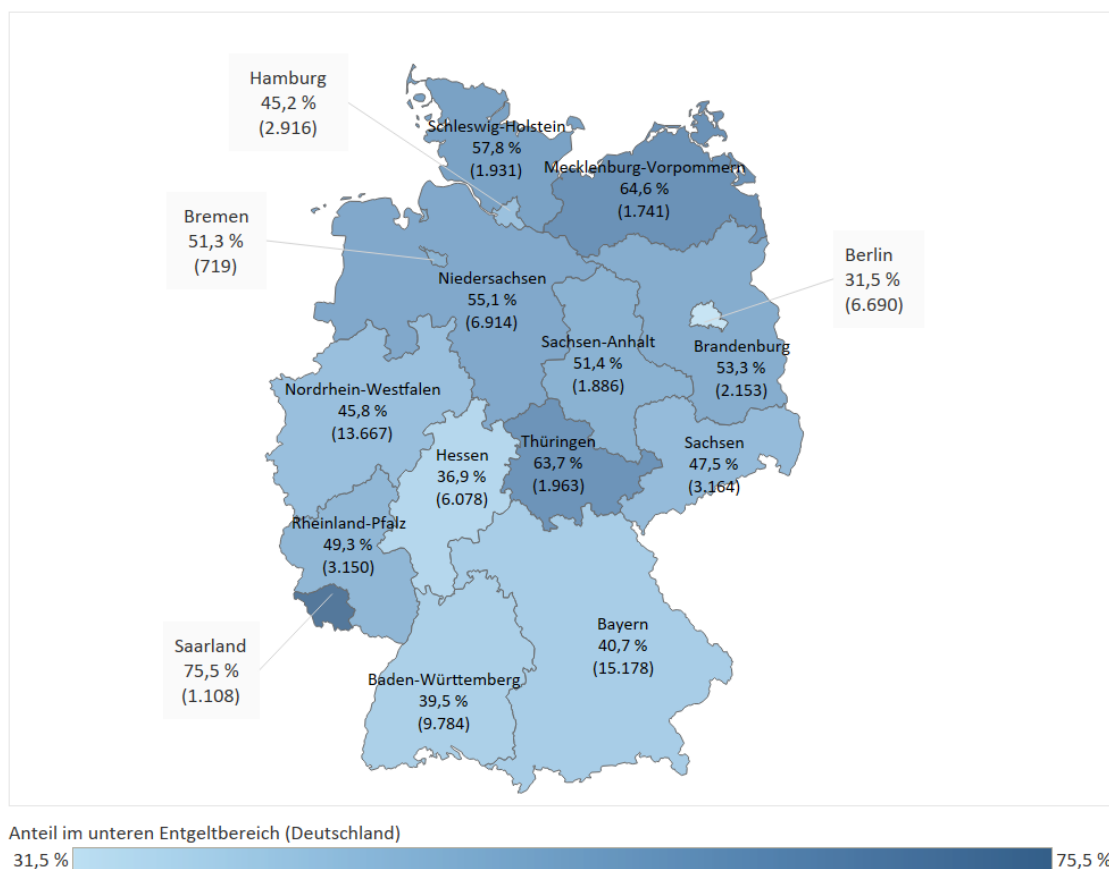 Hamburg
45,2 %
(2.916)
Schleswig-Holstein
57,8 %
(1.931)
Mecklenburg-Vorpommern
64,6 %
(1.741)
Bremen
51,3 %
(719)
Niedersachsen
55,1 %
(6.914)
Berlin
31,5 %
(6.690)
Sachsen-Anhalt
51,4 %
(1.886)
Brandenburg
53,3 %
(2.153)
Nordrhein-Westfalen
45,8 %
(13.667)
Hessen
36,9 %
(6.078)
Thüringen
63,7 %
(1.963)
Sachsen
47,5 %
(3.164)
Rheinland-Pfalz
49,3 %
(3.150)
Saarland
75,5 %
(1.108)
Bayern
40,7 %
(15.178)
Baden-Württemberg
39,5 %
(9.784)
Anteil im unteren Entgeltbereich (Deutschland)
31,5 %
75,5 %